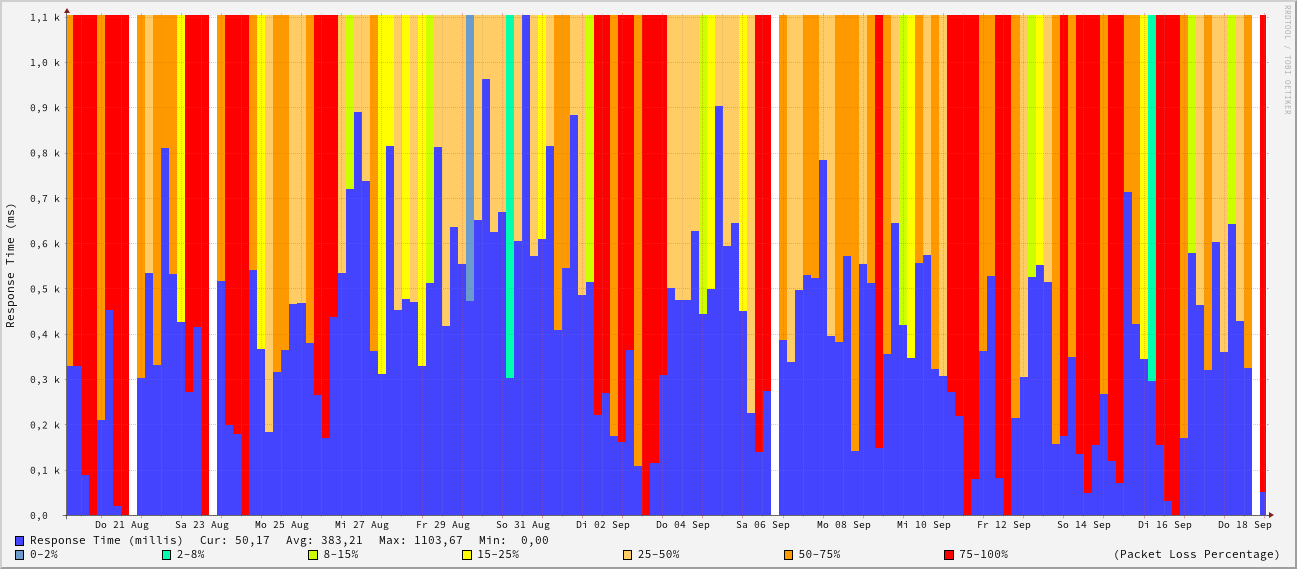 RRDTOOL / TOBI OETIKER
Response Time (ms)
1,1 k
1,0 k
0,9 k
0,8 k
0,7 k
0,6 k
0,5 k
0,4 k
0,3 k
0,2 k
0,1 k
0,0
Do 21 Aug Sa 23 Aug Mo 25 Aug Mi 27 Aug Fr 29 Aug So 31 Aug Di 02 Sep Do 04 Sep Sa 06 Sep Mo 08 Sep Mi 10 Sep Fr 12 Sep So 14 Sep Di 16 Sep Do 18 Sep
Response Time (millis) Cur: 50,17 Avg: 383,21 Max: 1103,67 Min: 0,00
0-2% 2-8% 8-15% 15-25% 25-50% 50-75% 75-100% (Packet Loss Percentage)